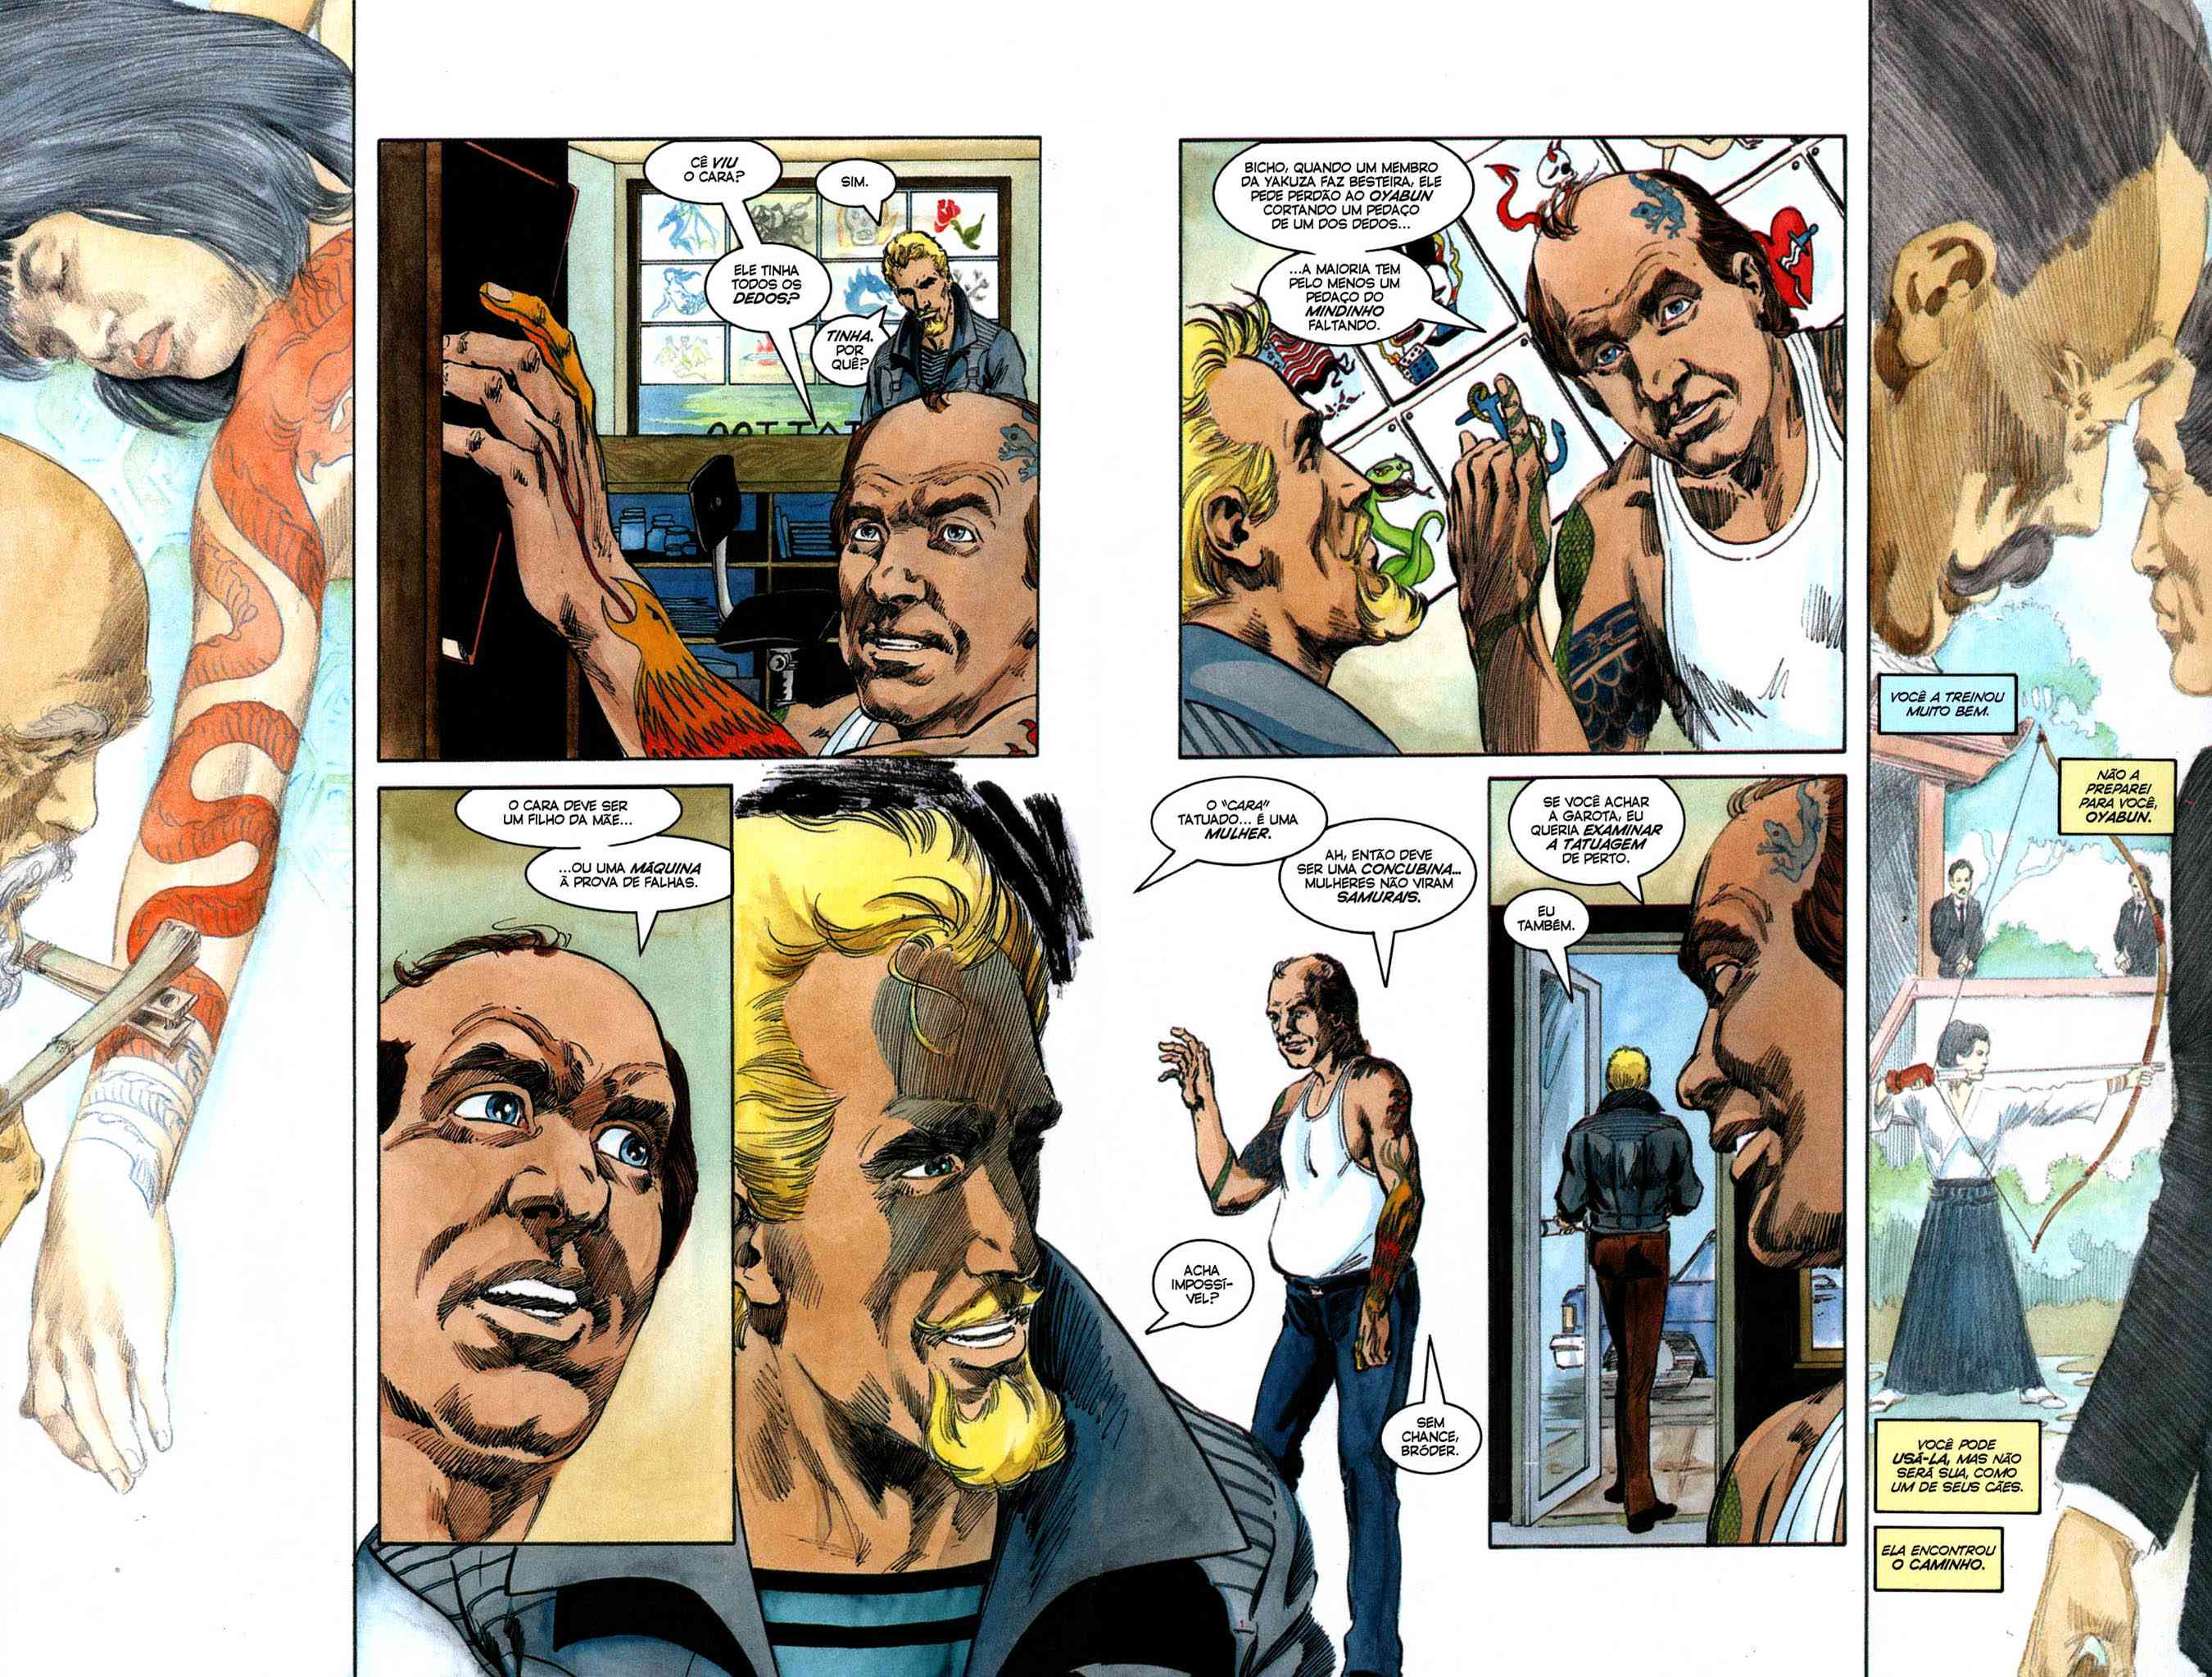 CÊ VIU
O CARA?
SIM.
ELE TINHA
TODOS OS
DEDOS?
TINHA.
POR
QUÊ?
BICHO, QUANDO UM MEMBRO
DA YAKUZA FAZ BESTEIRA, ELE
PEDE PERDÃO AO OYABUN
CORTANDO UM PEDAÇO
DE UM DOS DEDOS...
...A MAIORIA TEM
PELO MENOS UM
PEDAÇO DO
MINDINHO
FALTANDO.
O CARA DEVE SER
UM FILHO DA MÃE...
...OU UMA MÁQUINA
À PROVA DE FALHAS.
O "CARA"
TATUADO... É UMA
MULHER.
AH, ENTÃO DEVE
SER UMA CONCUBINA...
MULHERES NÃO VIRAM
SAMURAIS.
ACHA
IMPOSSÍ-
VEL?
SEM
CHANCE,
BRÓDER.
SE VOCÊ ACHAR
A GAROTA, EU
QUERIA EXAMINAR
A TATUAGEM
DE PERTO.
EU
TAMBÉM.
VOCÊ A TREINOU
MUITO BEM.
NÃO A
PREPAREI
PARA VOCÊ,
OYABUN.
VOCÊ PODE
USÁ-LA, MAS NÃO
SERÁ SUA, COMO
UM DE SEUS CÃES.
ELA ENCONTROU
O CAMINHO.